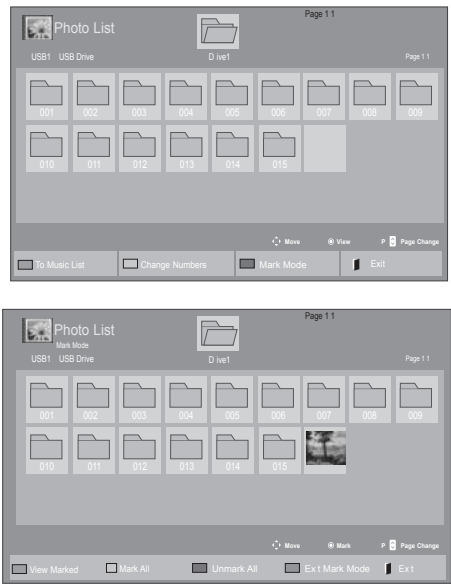 Page 1 1
Photo List
USB1 USB Drive
D ive1
Page 1 1
001 002 003 004 005 006 007 008 009
010 011 012 013 014 015
Move View P Page Change
To Music List Change Numbers Mark Mode Exit
Page 1 1
Photo List
Mark Mode
USB1 USB Drive
D ive1
Page 1 1
001 002 003 004 005 006 007 008 009
010 011 012 013 014 015
Move Mark P Page Change
View Marked Mark All Unmark All Ex t Mark Mode Ex t